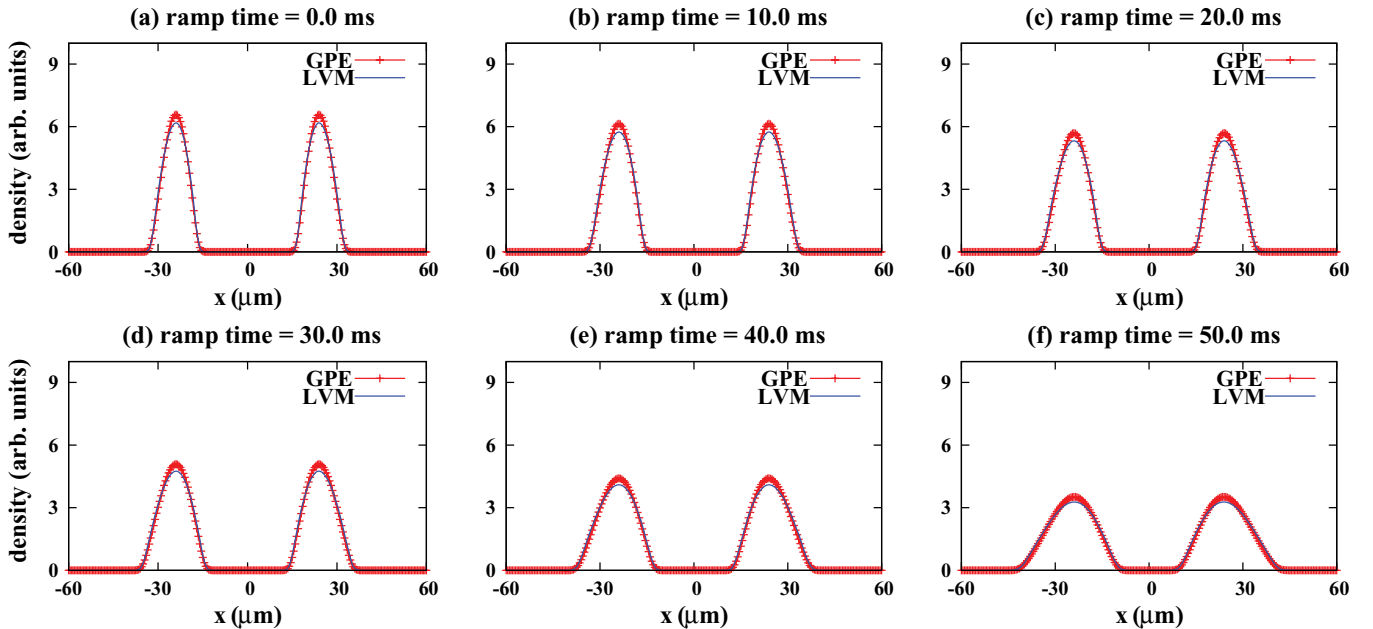 (a) ramp time = 0.0 ms
(b) ramp time = 10.0 ms
(c) ramp time = 20.0 ms
density (arb. units)
9
6
3
0
GPE
LVM
-60
-30
0
30
60
x (μm)
9
6
3
0
GPE
LVM
-60
-30
0
30
60
x (μm)
9
6
3
0
GPE
LVM
-60
-30
0
30
60
x (μm)
(d) ramp time = 30.0 ms
(e) ramp time = 40.0 ms
(f) ramp time = 50.0 ms
density (arb. units)
9
6
3
0
GPE
LVM
-60
-30
0
30
60
x (μm)
9
6
3
0
GPE
LVM
-60
-30
0
30
60
x (μm)
9
6
3
0
GPE
LVM
-60
-30
0
30
60
x (μm)